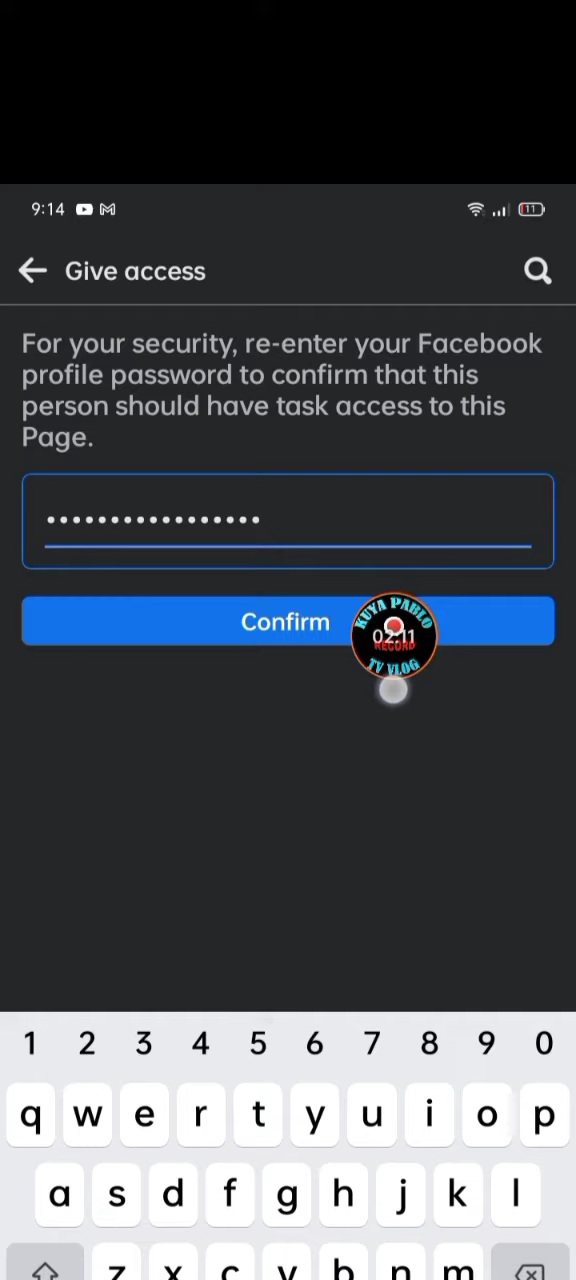 9:14
11
Give access
For your security, re-enter your Facebook
profile password to confirm that this
person should have task access to this
Page.
•••••••••••••••••
Confirm
KUYA PABLO
02:11
RECORD
TV VLOG
1 2 3 4 5 6 7 8 9 0
q w e r t y u i o p
a s d f g h j k l
z x c v b n m